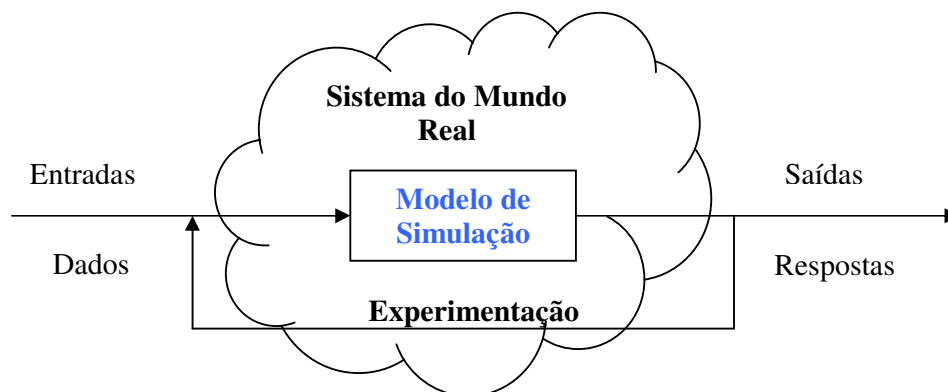 Sistema do Mundo
Real
Entradas
Modelo de
Simulação
Saídas
Dados
Respostas
Experimentação